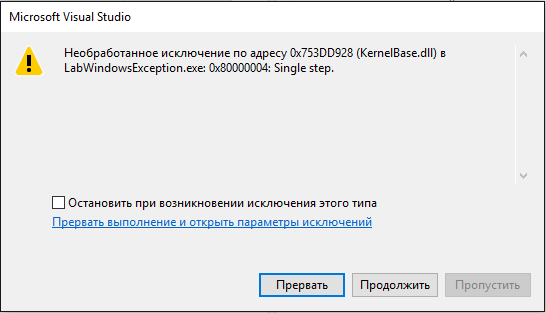 Microsoft Visual Studio
Необработанное исключение по адресу 0x753DD928 (KernelBase.dll) в
LabWindowsException.exe: 0x80000004: Single step.
Остановить при возникновении исключения этого типа
Прервать выполнение и открыть параметры исключений
Прервать
Продолжить
Пропустить